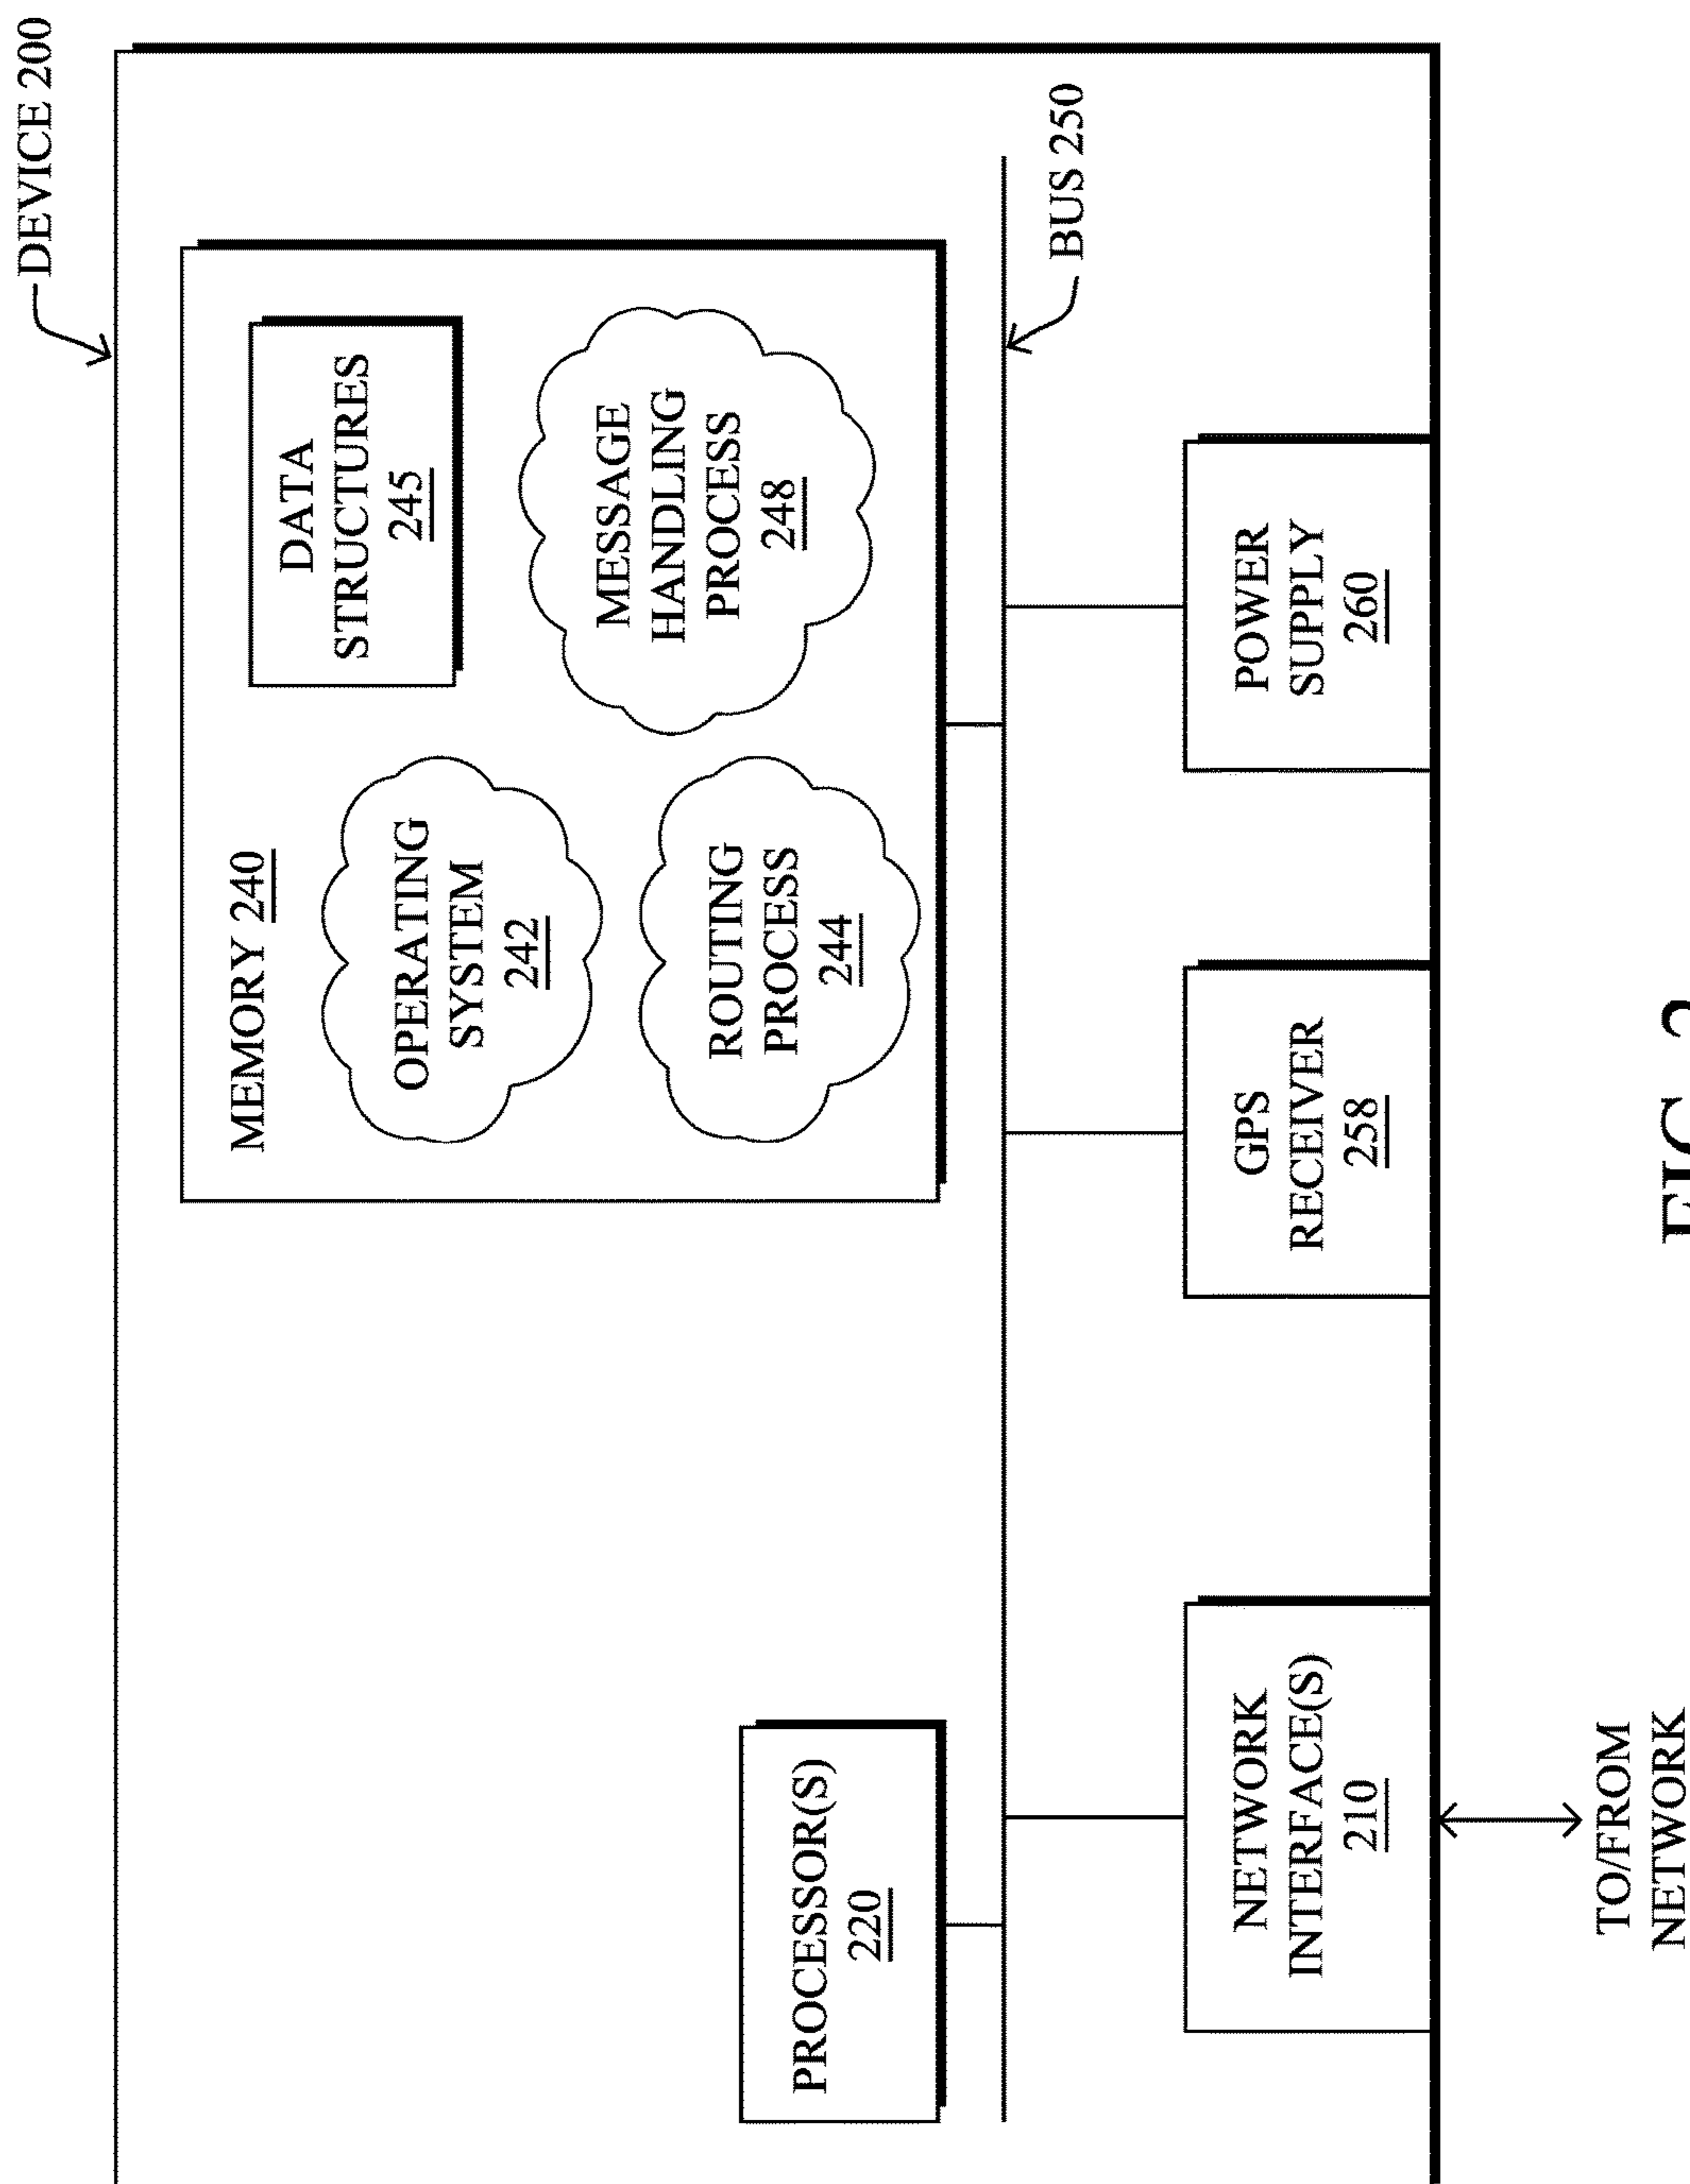 DEVICE 200
MEMORY 240
OPERATING
SYSTEM
242
DATA
STRUCTURES
245
ROUTING
PROCESS
244
MESSAGE
HANDLING
PROCESS
248
PROCESSOR(S)
220
BUS 250
NETWORK
INTERFACE(S)
210
GPS
RECEIVER
258
POWER
SUPPLY
260
TO/FROM
NETWORK
FIG.